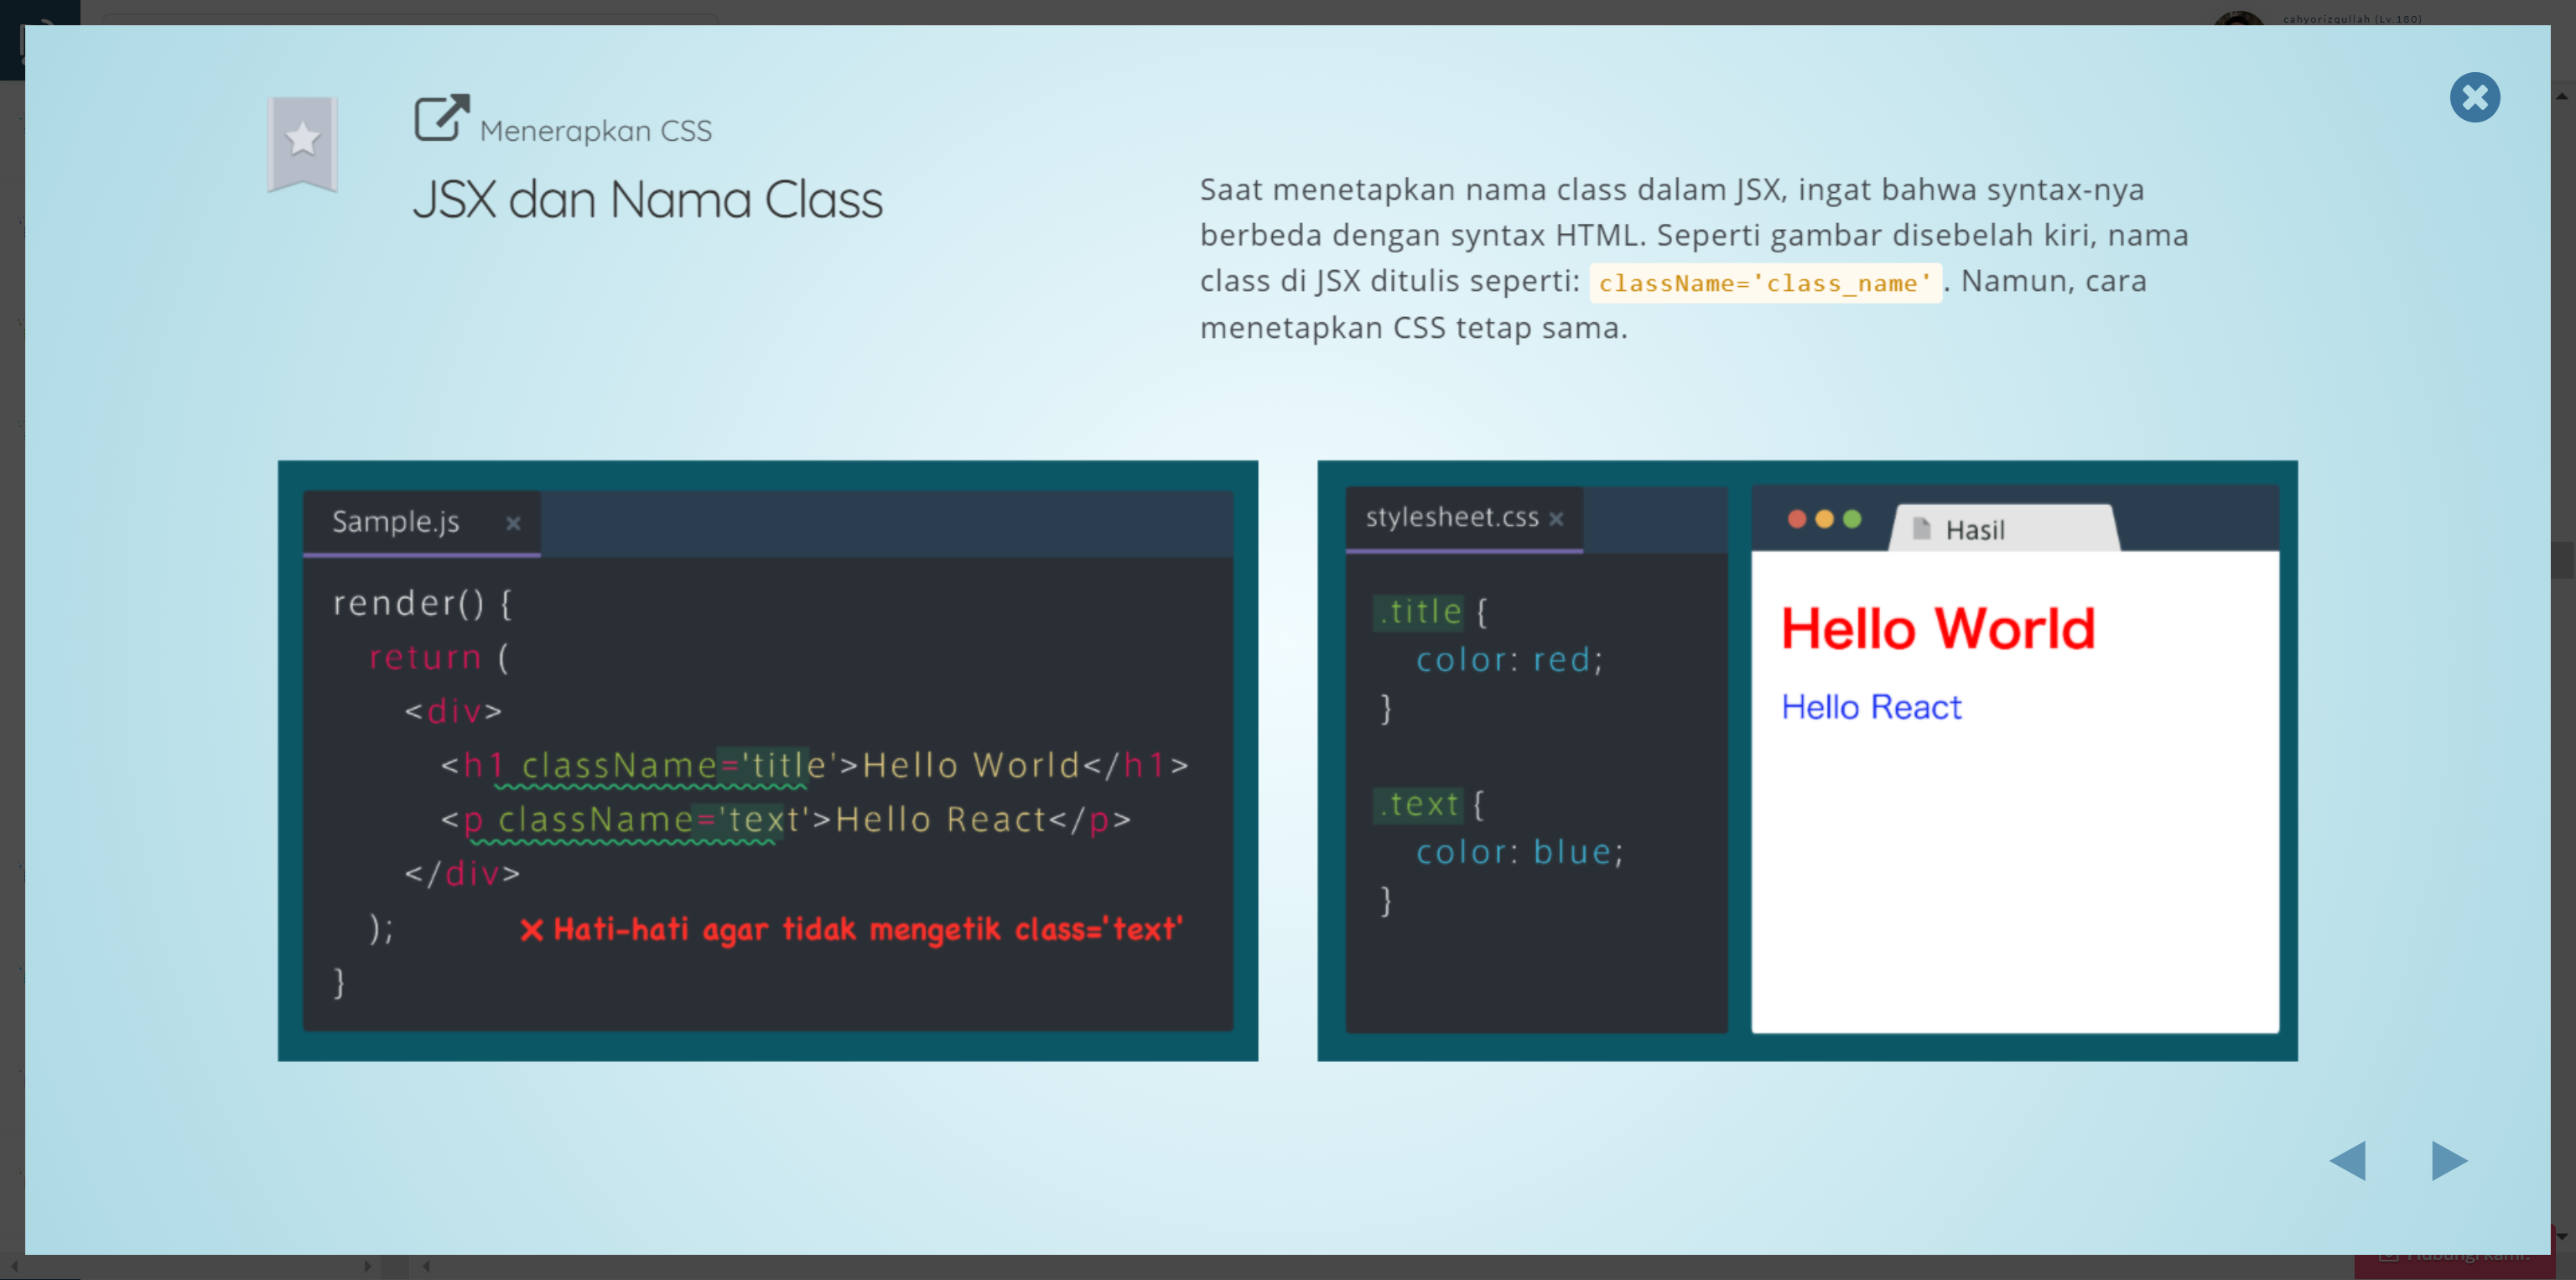 cahyorizqullah (Lv.180)
Menerapkan CSS
JSX dan Nama Class
Saat menetapkan nama class dalam JSX, ingat bahwa syntax-nya
berbeda dengan syntax HTML. Seperti gambar disebelah kiri, nama
class di JSX ditulis seperti: className='class_name'. Namun, cara
menetapkan CSS tetap sama.
Sample.js ×
render() {
return (
<div>
<h1 className='title'>Hello World</h1>
<p className='text'>Hello React</p>
</div>
);
× Hati-hati agar tidak mengetik class='text'
}
stylesheet.css ×
.title {
color: red;
}
.text {
color: blue;
}
Hasil
Hello World
Hello React
Hubungi kami.